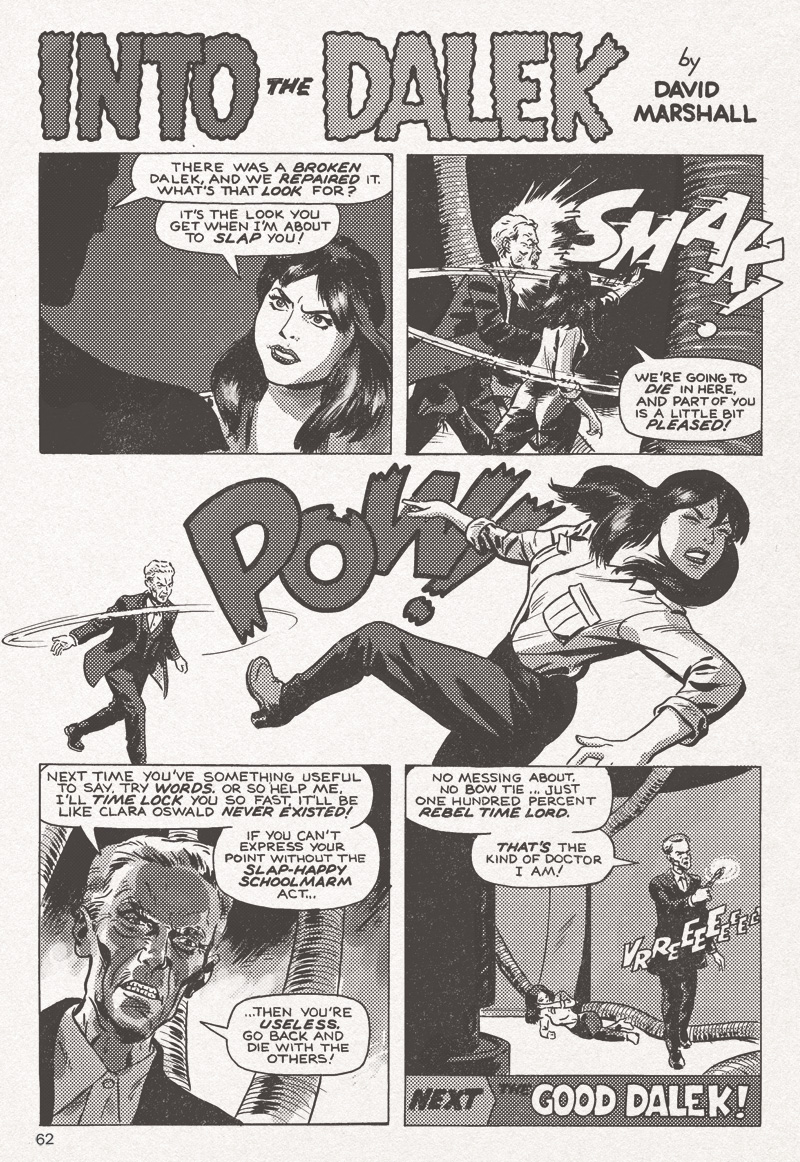 INTO THE DALEK
by
DAVID
MARSHALL
THERE WAS A BROKEN
DALEK, AND WE REPAIRED IT.
WHAT'S THAT LOOK FOR?
IT'S THE LOOK YOU
GET WHEN I'M ABOUT
TO SLAP YOU!
SMAK!
WE'RE GOING TO
DIE IN HERE,
AND PART OF YOU
IS A LITTLE BIT
PLEASED!
POW!
NEXT TIME YOU'VE SOMETHING USEFUL
TO SAY, TRY WORDS. OR SO HELP ME,
I'LL TIME LOCK YOU SO FAST, IT'LL BE
LIKE CLARA OSWALD NEVER EXISTED!
IF YOU CAN'T
EXPRESS YOUR
POINT WITHOUT THE
SLAP-HAPPY
SCHOOLMARM
ACT...
...THEN YOU'RE
USELESS.
GO BACK AND
DIE WITH THE
OTHERS!
NO MESSING ABOUT.
NO BOW TIE... JUST
ONE HUNDRED PERCENT
REBEL TIME LORD.
THAT'S THE
KIND OF DOCTOR
I AM!
VRREEEEEEE
NEXT THE GOOD DALEK!
62